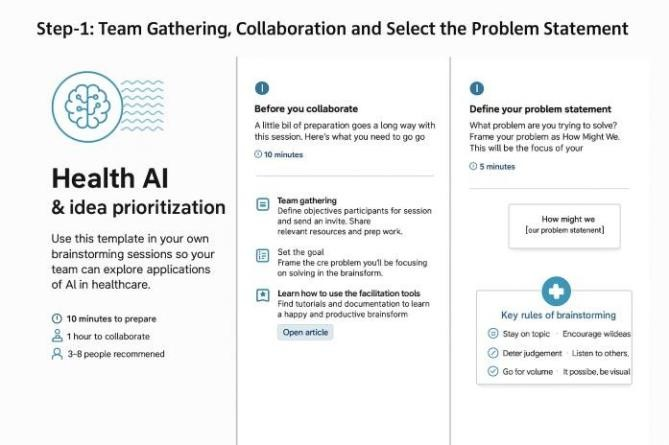 Step-1: Team Gathering, Collaboration and Select the Problem Statement
Health AI
& idea prioritization
Use this template in your own
brainstorming sessions so your
team can explore applications
of AI in healthcare.
10 minutes to prepare
1 hour to collaborate
3-8 people recommened
Before you collaborate
A little bil of preparation goes a long way with
this session. Here's what you need to go go
10 minutes
Team gathering
Define objectives participants for session
and send an invite. Share
relevant resources and prep work.
Set the goal
Frame the cre problem you'll be focusing
on solving in the brainsform.
Learn how to use the facilitation tools
Find tutorials and documentation to learn
a happy and productive brainsform
Open article
Define your problem statement
What problem are you trying to solve?
Frame your problem as How Might We.
This will be the focus of your
5 minutes
How might we
[our problem statenent]
Key rules of brainstorming
Stay on topic · Encourage wildeas
Deter judgement · Listen to others,
Go for volume · It possibe, be visual